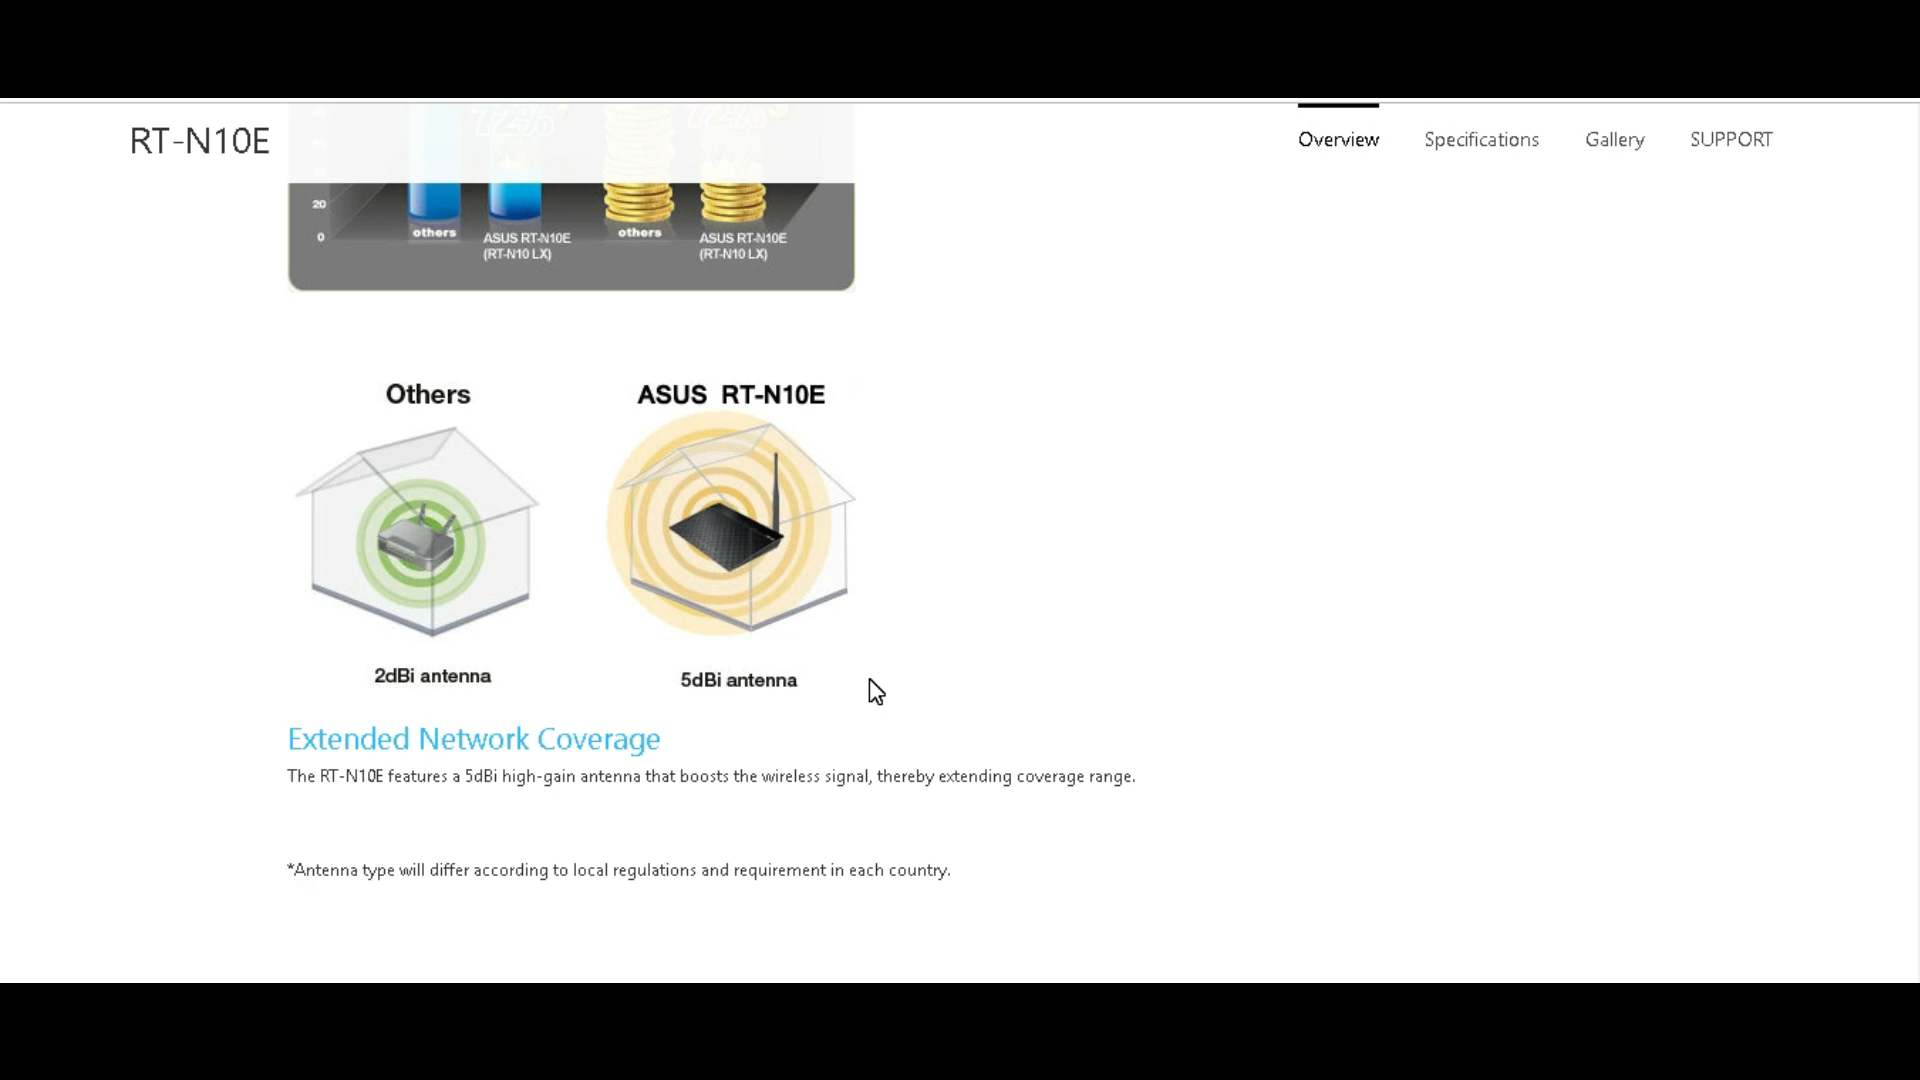 RT-N10E
Overview
Specifications
Gallery
SUPPORT
72%
72%
20
0
others
ASUS RT-N10E
(RT-N10 LX)
others
ASUS RT-N10E
(RT-N10 LX)
Others
ASUS RT-N10E
2dBi antenna
5dBi antenna
Extended Network Coverage
The RT-N10E features a 5dBi high-gain antenna that boosts the wireless signal, thereby extending coverage range.
*Antenna type will differ according to local regulations and requirement in each country.